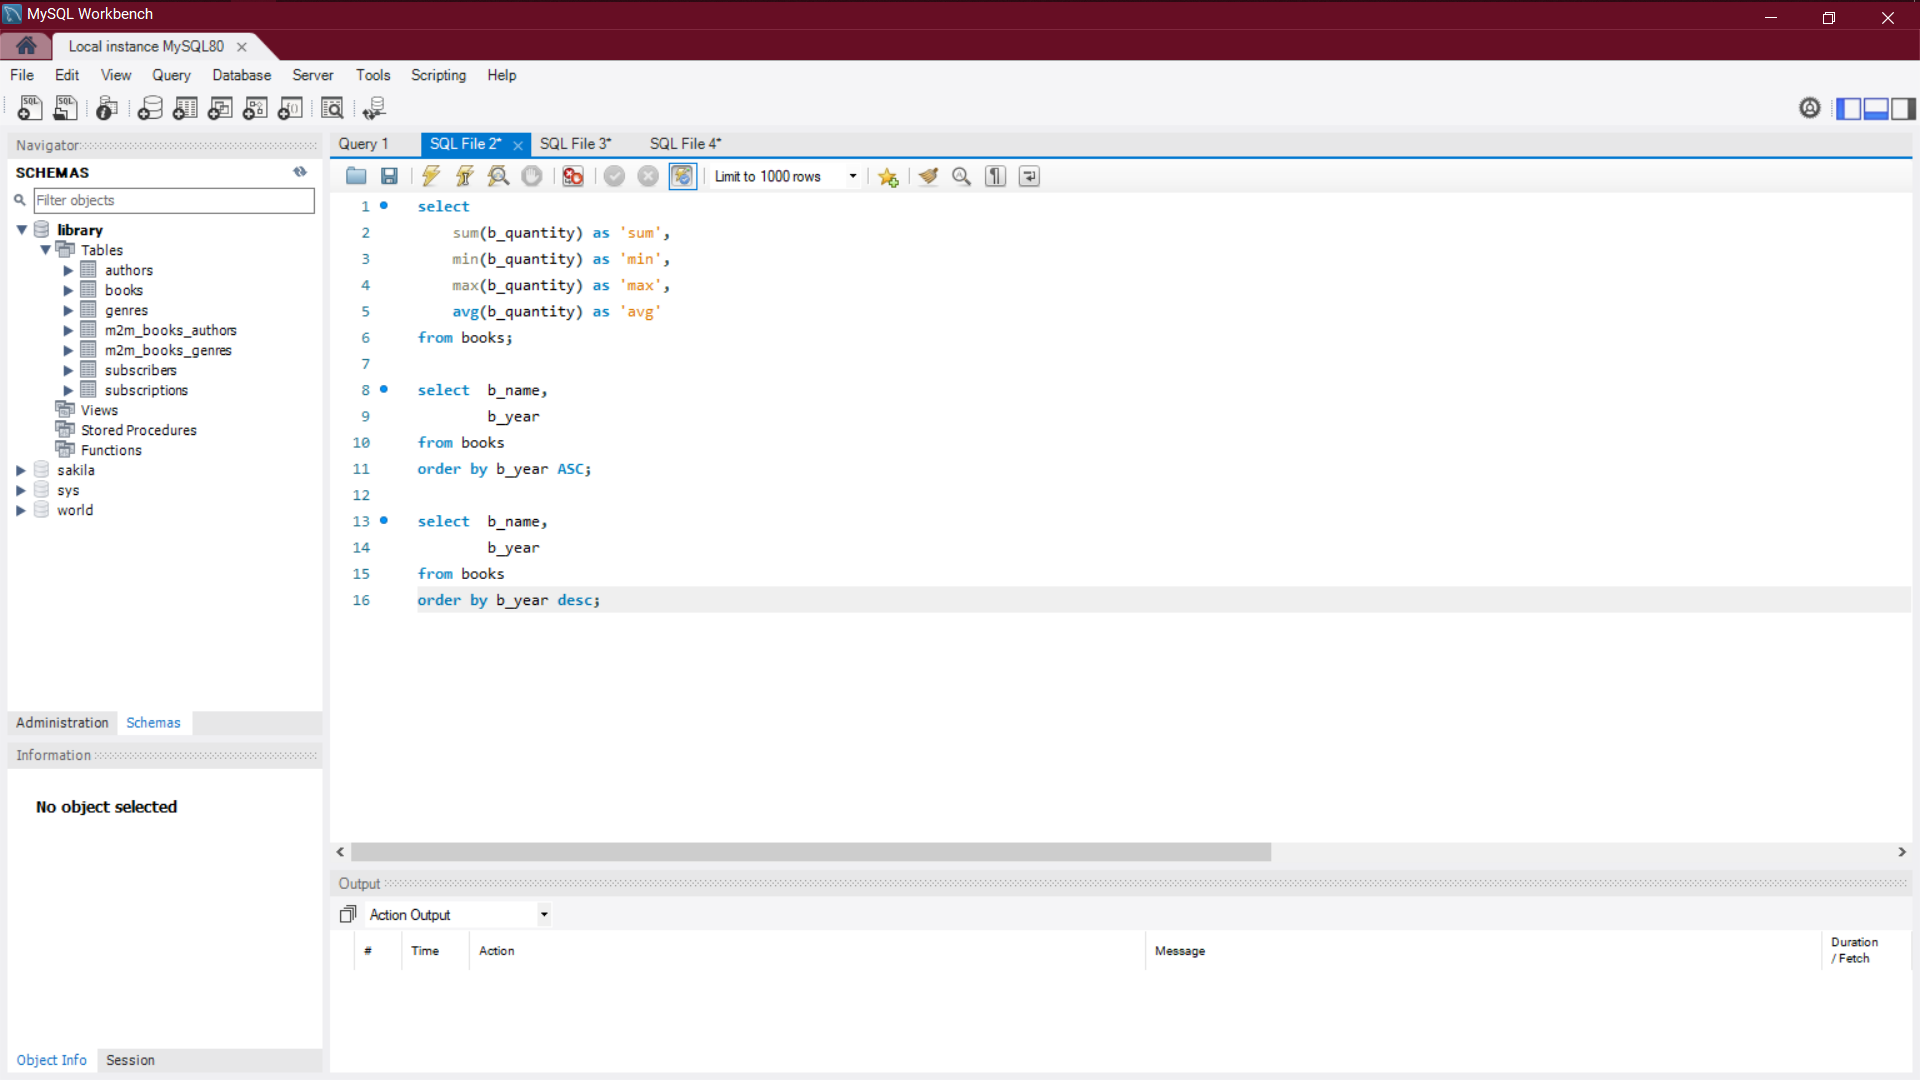 MySQL Workbench
Local instance MySQL80
File Edit View Query Database Server Tools Scripting Help
Navigator
SCHEMAS
Filter objects
library
Tables
authors
books
genres
m2m_books_authors
m2m_books_genres
subscribers
subscriptions
Views
Stored Procedures
Functions
sakila
sys
world
Administration Schemas
Information
No object selected
Object Info Session
Query 1 SQL File 2* SQL File 3* SQL File 4*
Limit to 1000 rows
1 select
2 sum(b_quantity) as 'sum',
3 min(b_quantity) as 'min',
4 max(b_quantity) as 'max',
5 avg(b_quantity) as 'avg'
6 from books;
7
8 select b_name,
9 b_year
10 from books
11 order by b_year ASC;
12
13 select b_name,
14 b_year
15 from books
16 order by b_year desc;
Output
Action Output
# Time Action Message Duration / Fetch